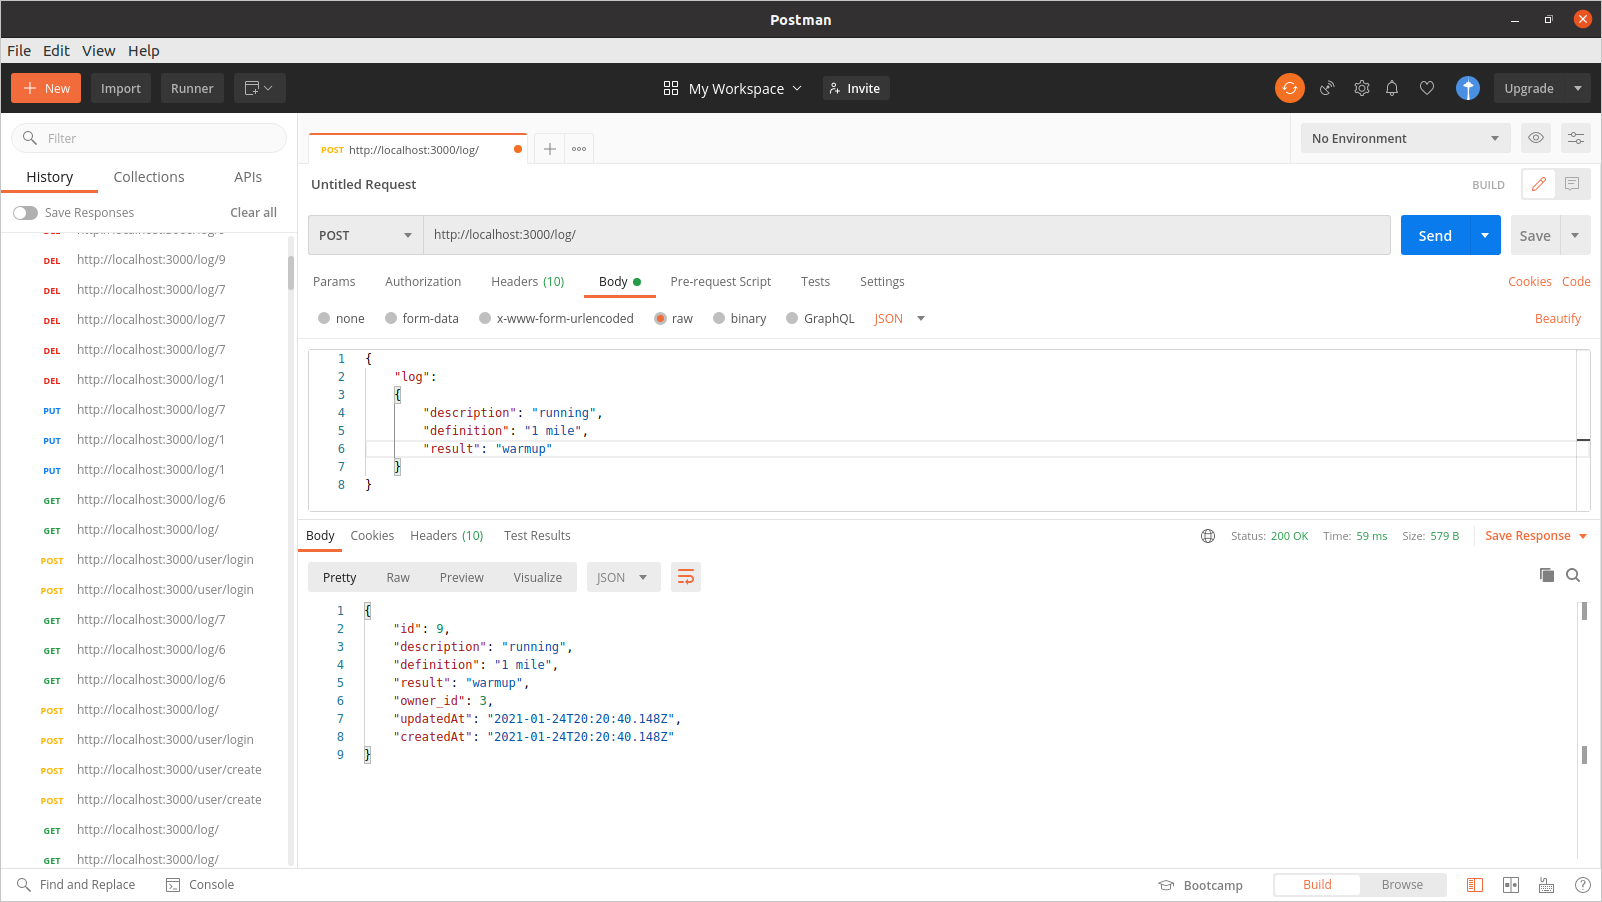 Postman
File Edit View Help
New Import Runner My Workspace Invite Upgrade
Filter
History Collections APIs
Save Responses Clear all
DEL http://localhost:3000/log/9
DEL http://localhost:3000/log/7
DEL http://localhost:3000/log/7
DEL http://localhost:3000/log/7
DEL http://localhost:3000/log/1
PUT http://localhost:3000/log/7
PUT http://localhost:3000/log/1
PUT http://localhost:3000/log/1
GET http://localhost:3000/log/6
GET http://localhost:3000/log/
POST http://localhost:3000/user/login
POST http://localhost:3000/user/login
GET http://localhost:3000/log/7
GET http://localhost:3000/log/6
GET http://localhost:3000/log/6
POST http://localhost:3000/log/
POST http://localhost:3000/user/login
POST http://localhost:3000/user/create
POST http://localhost:3000/user/create
GET http://localhost:3000/log/
GET http://localhost:3000/log/
POST http://localhost:3000/log/ No Environment
Untitled Request BUILD
POST http://localhost:3000/log/ Send Save
Params Authorization Headers (10) Body Pre-request Script Tests Settings Cookies Code
none form-data x-www-form-urlencoded raw binary GraphQL JSON Beautify
1 {
2 "log":
3 {
4 "description": "running",
5 "definition": "1 mile",
6 "result": "warmup"
7 }
8 }
Body Cookies Headers (10) Test Results Status: 200 OK Time: 59 ms Size: 579 B Save Response
Pretty Raw Preview Visualize JSON
1 {
2 "id": 9,
3 "description": "running",
4 "definition": "1 mile",
5 "result": "warmup",
6 "owner_id": 3,
7 "updatedAt": "2021-01-24T20:20:40.148Z",
8 "createdAt": "2021-01-24T20:20:40.148Z"
9 }
Find and Replace Console Bootcamp Build Browse